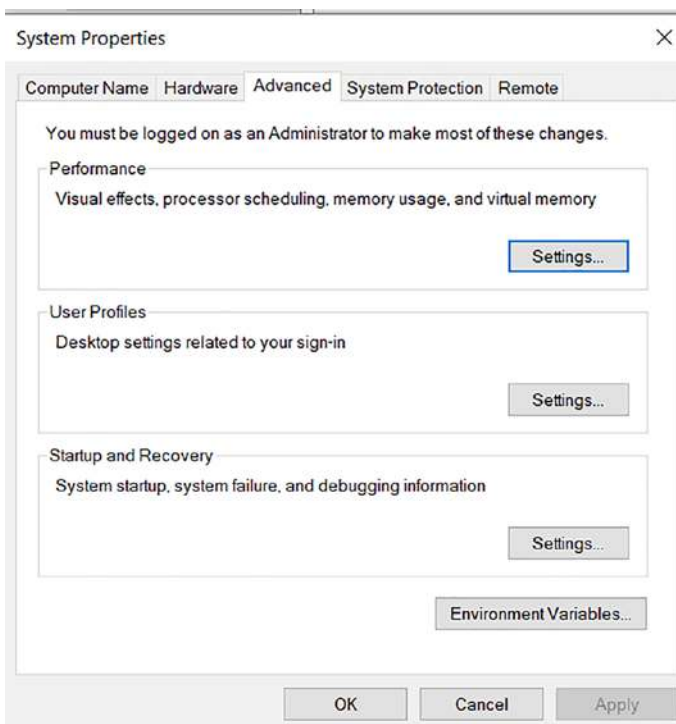 System Properties
Computer Name Hardware Advanced System Protection Remote
You must be logged on as an Administrator to make most of these changes.
Performance
Visual effects, processor scheduling, memory usage, and virtual memory
Settings...
User Profiles
Desktop settings related to your sign-in
Settings...
Startup and Recovery
System startup, system failure, and debugging information
Settings...
Environment Variables...
OK Cancel Apply